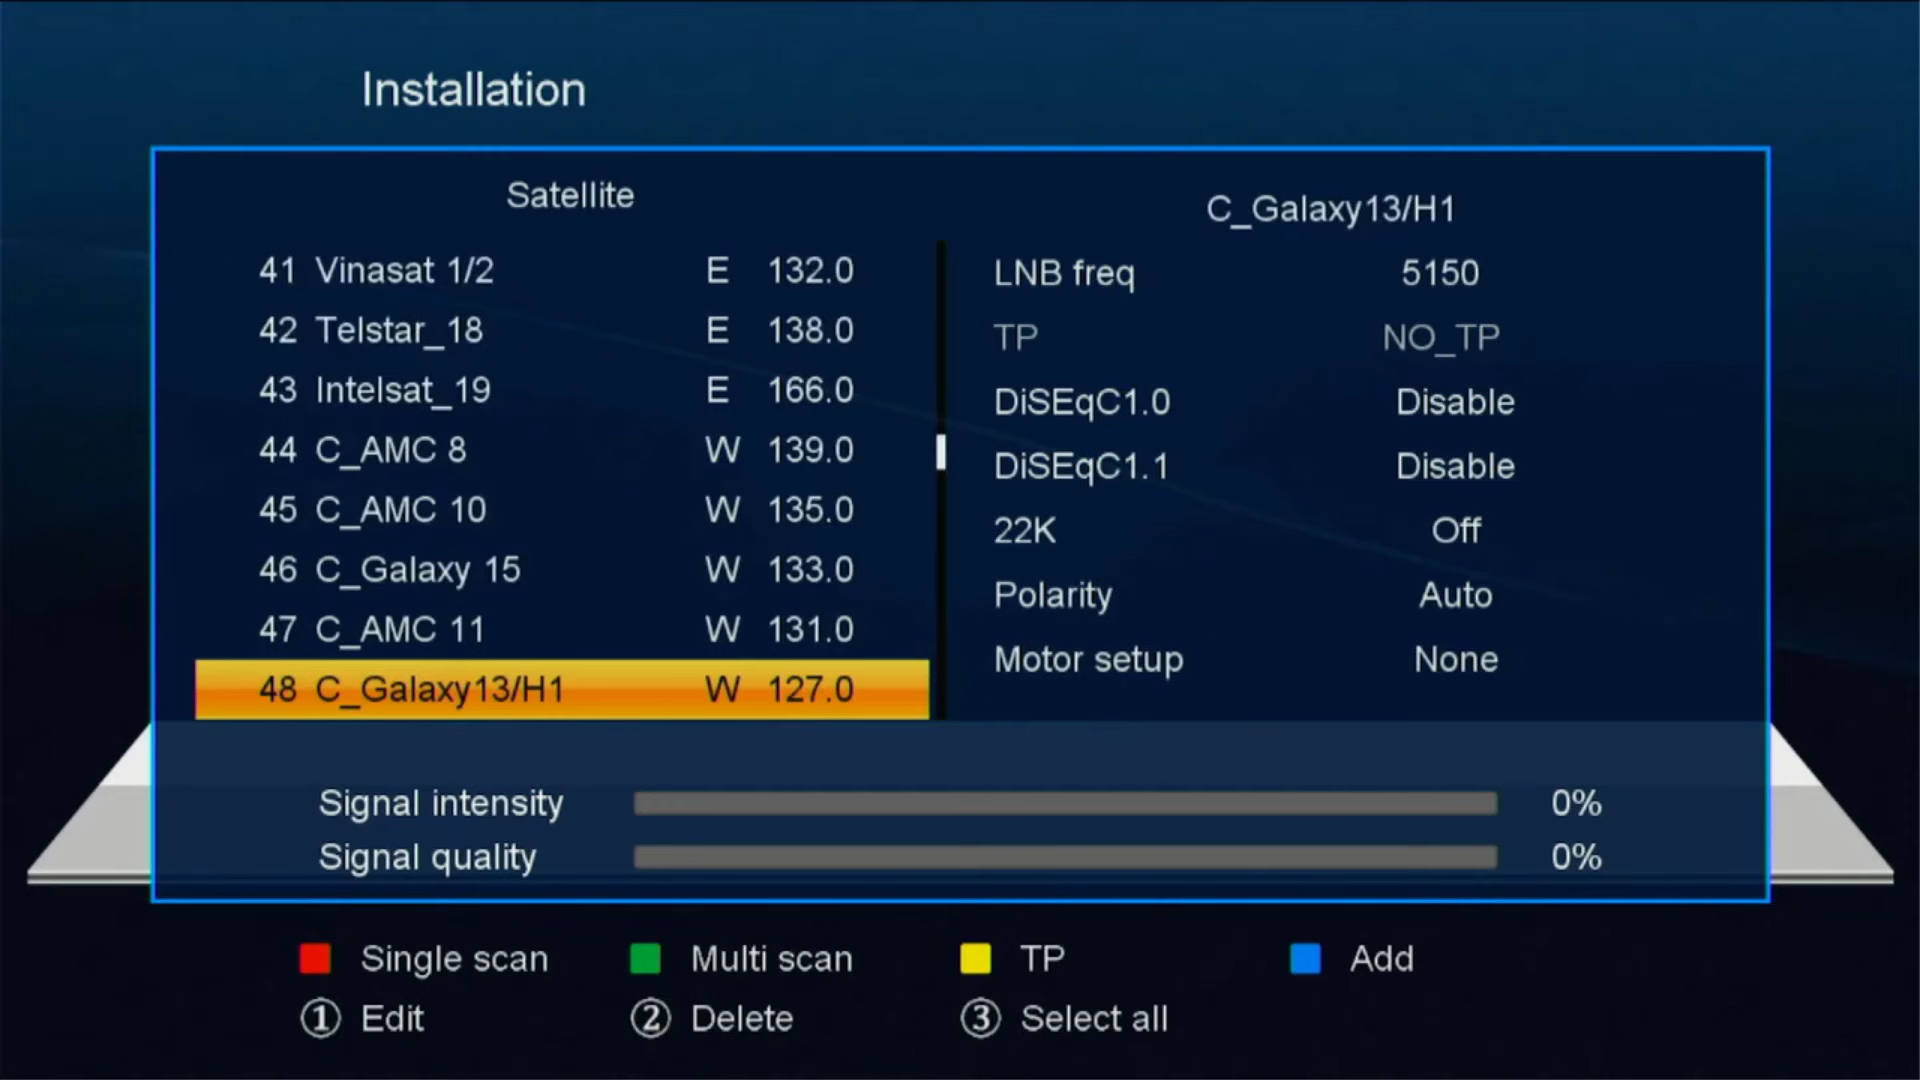 Installation
Satellite
41 Vinasat 1/2 E 132.0
42 Telstar_18 E 138.0
43 Intelsat_19 E 166.0
44 C_AMC 8 W 139.0
45 C_AMC 10 W 135.0
46 C_Galaxy 15 W 133.0
47 C_AMC 11 W 131.0
48 C_Galaxy13/H1 W 127.0
C_Galaxy13/H1
LNB freq 5150
TP NO_TP
DiSEqC1.0 Disable
DiSEqC1.1 Disable
22K Off
Polarity Auto
Motor setup None
Signal intensity 0%
Signal quality 0%
Single scan Multi scan TP Add
① Edit ② Delete ③ Select all